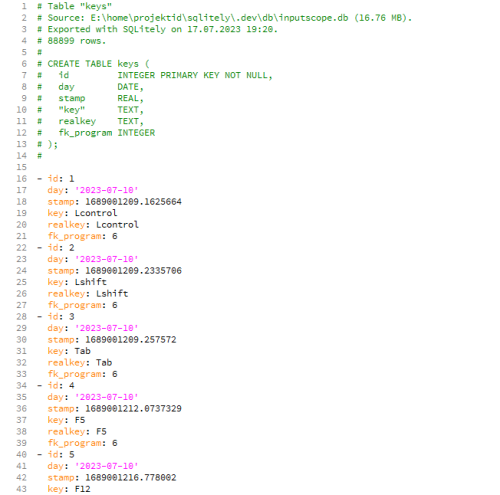 1 # Table "keys"
2 # Source: E:\home\projektid\sqlitely\.dev\db\inputscope.db (16.76 MB).
3 # Exported with SQLitely on 17.07.2023 19:20.
4 # 88899 rows.
5 #
6 # CREATE TABLE keys (
7 #   id         INTEGER PRIMARY KEY NOT NULL,
8 #   day        DATE,
9 #   stamp      REAL,
10 #   "key"      TEXT,
11 #   realkey    TEXT,
12 #   fk_program INTEGER
13 # );
14 #
15
16 - id: 1
17   day: '2023-07-10'
18   stamp: 1689001209.1625664
19   key: Lcontrol
20   realkey: Lcontrol
21   fk_program: 6
22 - id: 2
23   day: '2023-07-10'
24   stamp: 1689001209.2335706
25   key: Lshift
26   realkey: Lshift
27   fk_program: 6
28 - id: 3
29   day: '2023-07-10'
30   stamp: 1689001209.257572
31   key: Tab
32   realkey: Tab
33   fk_program: 6
34 - id: 4
35   day: '2023-07-10'
36   stamp: 1689001212.0737329
37   key: F5
38   realkey: F5
39   fk_program: 6
40 - id: 5
41   day: '2023-07-10'
42   stamp: 1689001216.778002
43   key: F12